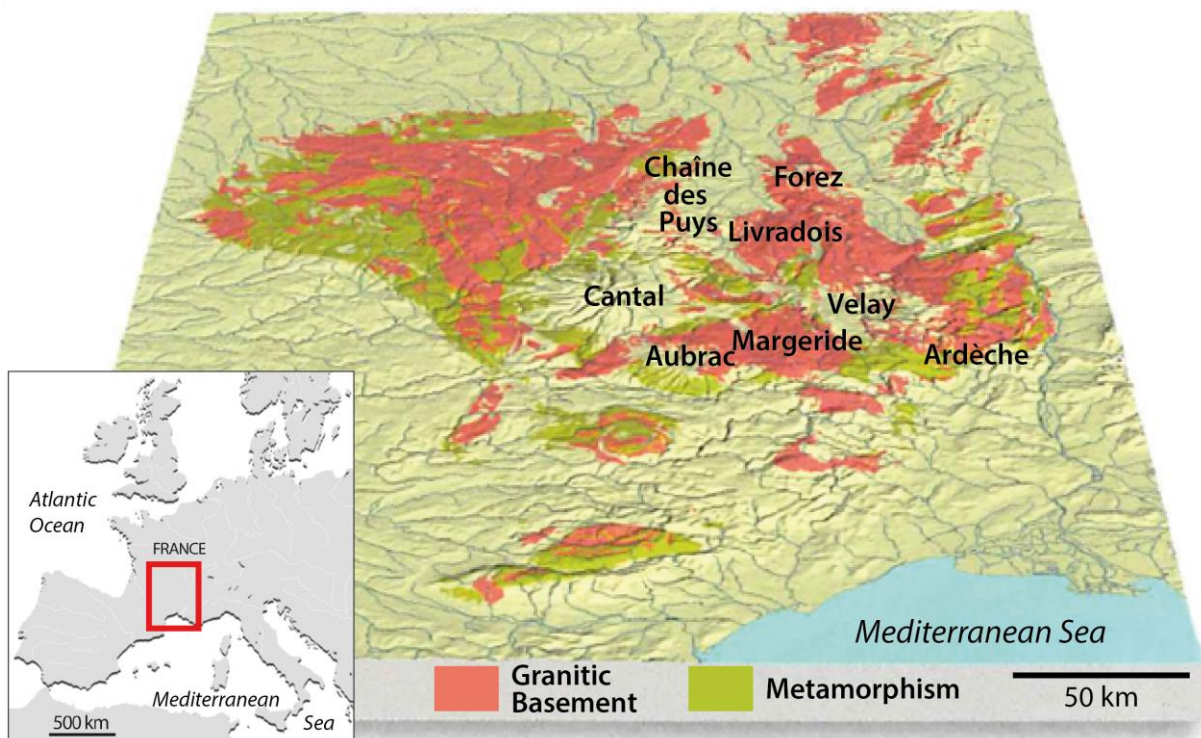 Chaîne
des
Puys
Forez
Livradois
Cantal
Velay
Aubrac
Margeride
Ardèche
Atlantic
Ocean
FRANCE
Mediterranean
Sea
500 km
Mediterranean Sea
Granitic
Basement
Metamorphism
50 km